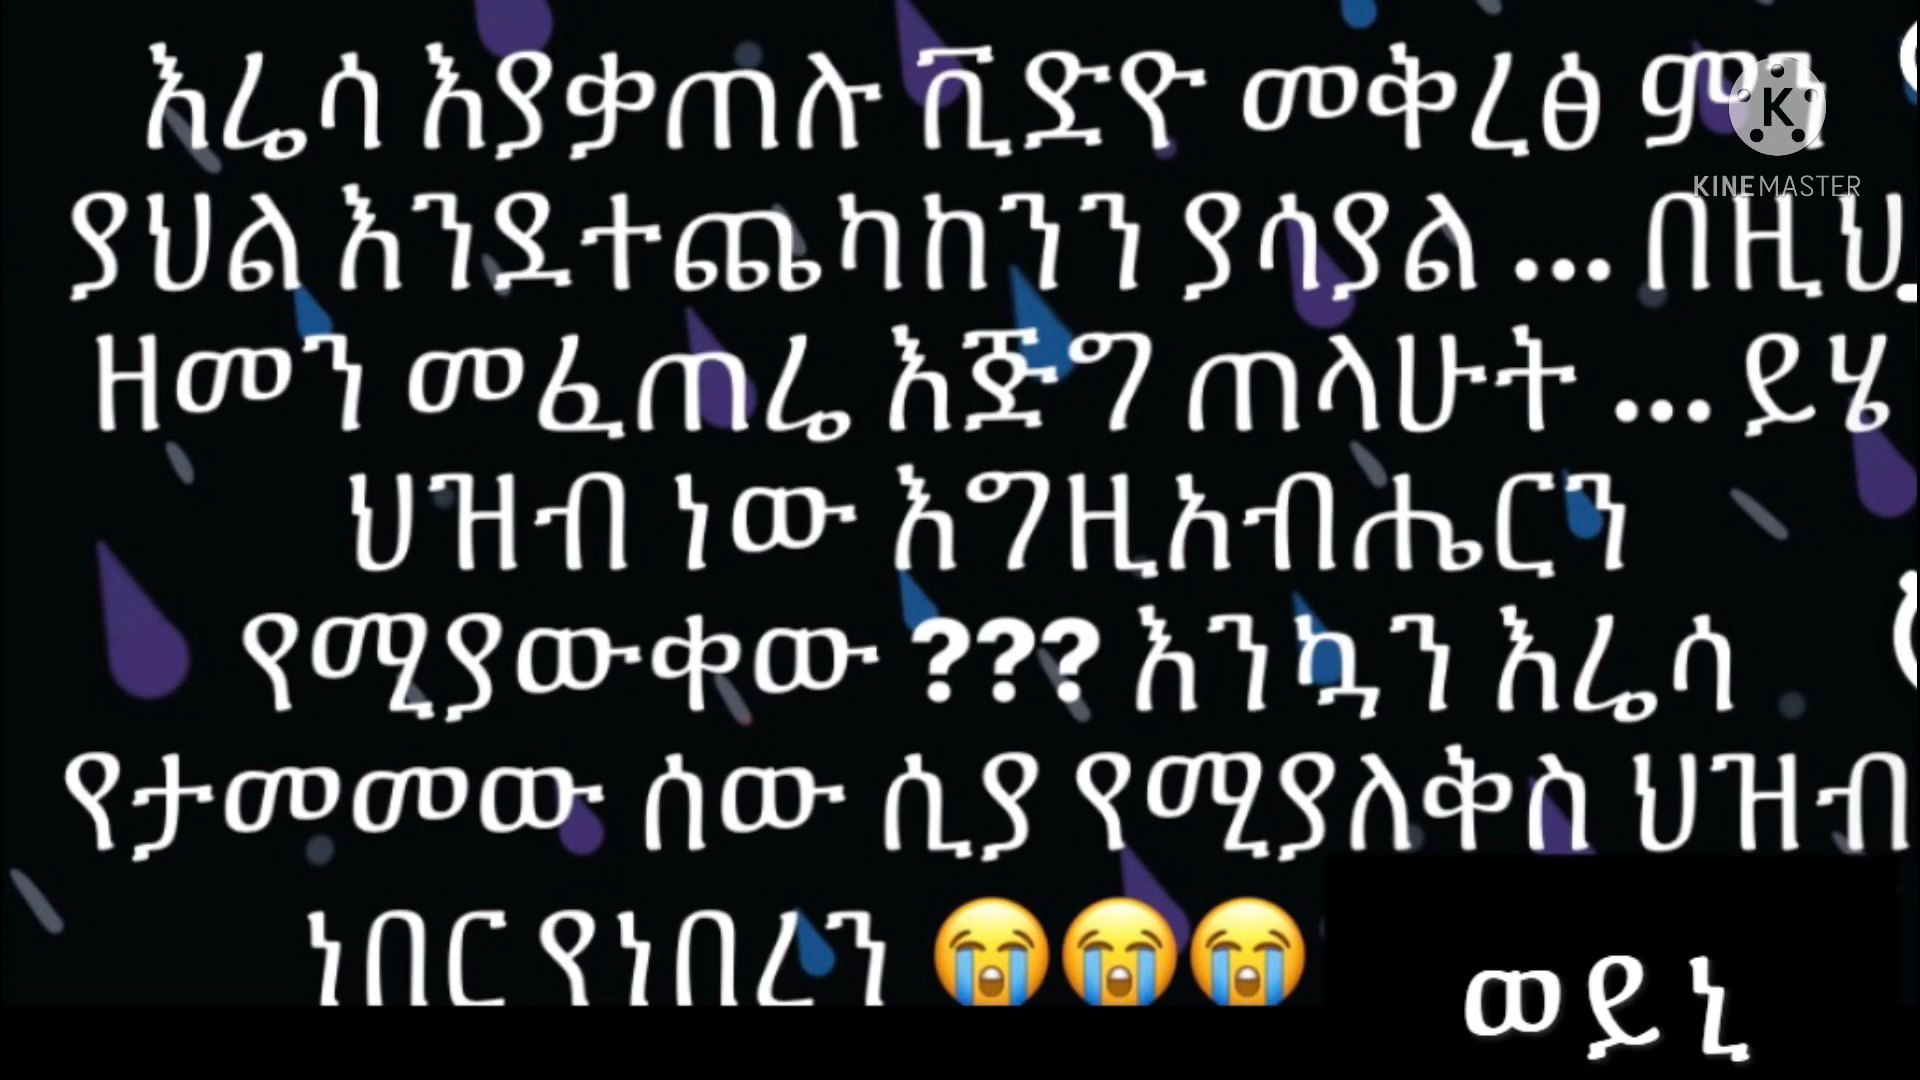 እሬሳ እያቃጠሉ ቪድዮ መቅረፅ ምን
KINEMASTER
ያህል እንደተጨካከንን ያሳያል ... በዚህ
ዘመን መፈጠሬ እጅግ ጠላሁት ... ይሄ
ህዝብ ነው እግዚአብሔርን
የሚያውቀው ??? እንኳን እሬሳ
የታመመው ሰው ሲያ የሚያለቅስ ህዝብ
ነበር የነበረን 😭😭😭
ወይኒ